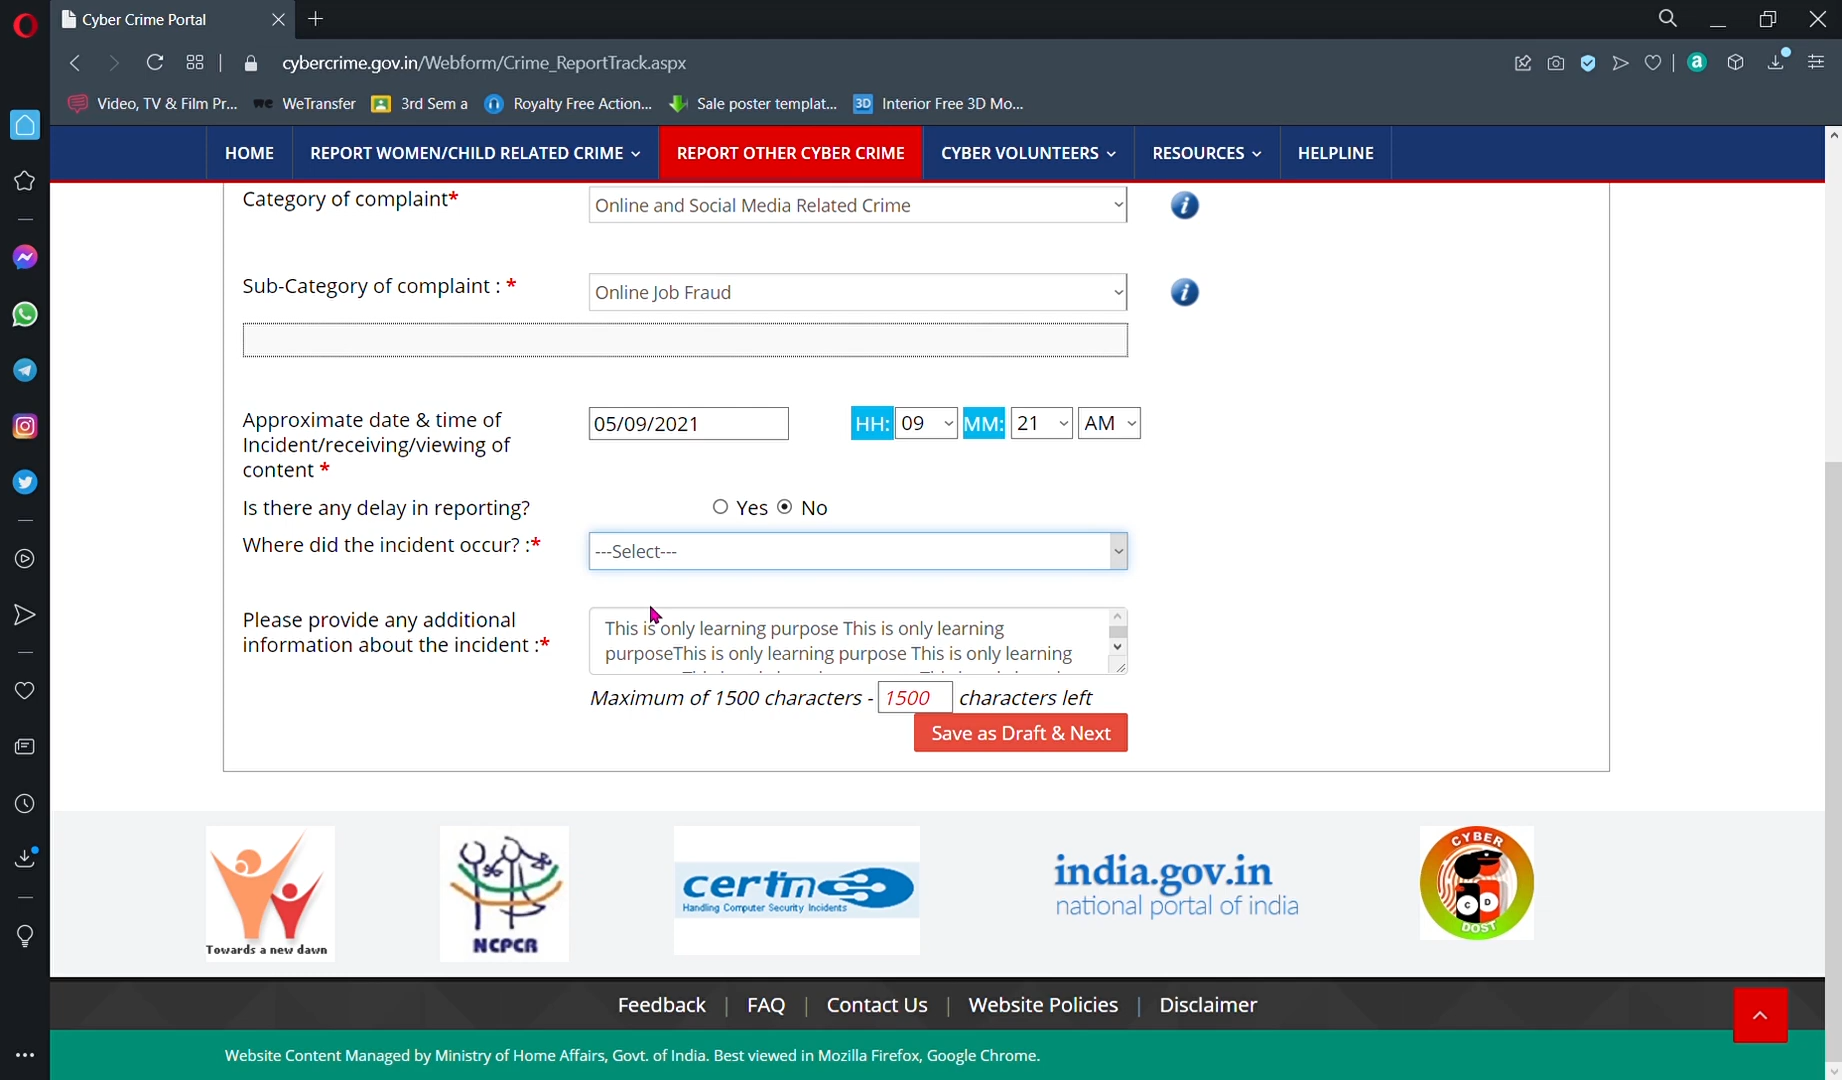 Cyber Crime Portal
cybercrime.gov.in/Webform/Crime_ReportTrack.aspx
Video, TV & Film Pr... WeTransfer 3rd Sem a Royalty Free Action... Sale poster templat... 3D Interior Free 3D Mo...
HOME REPORT WOMEN/CHILD RELATED CRIME REPORT OTHER CYBER CRIME CYBER VOLUNTEERS RESOURCES HELPLINE
Category of complaint* Online and Social Media Related Crime
Sub-Category of complaint : * Online Job Fraud
Approximate date & time of
Incident/receiving/viewing of
content *
05/09/2021 HH: 09 MM: 21 AM
Is there any delay in reporting? Yes No
Where did the incident occur? :* ---Select---
Please provide any additional
information about the incident :*
This is only learning purpose This is only learning
purposeThis is only learning purpose This is only learning
Maximum of 1500 characters - 1500 characters left
Save as Draft & Next
Towards a new dawn
NCPCR
certin
Handling Computer Security Incidents
india.gov.in
national portal of india
CYBER
C D
DOST
Feedback | FAQ | Contact Us | Website Policies | Disclaimer
Website Content Managed by Ministry of Home Affairs, Govt. of India. Best viewed in Mozilla Firefox, Google Chrome.